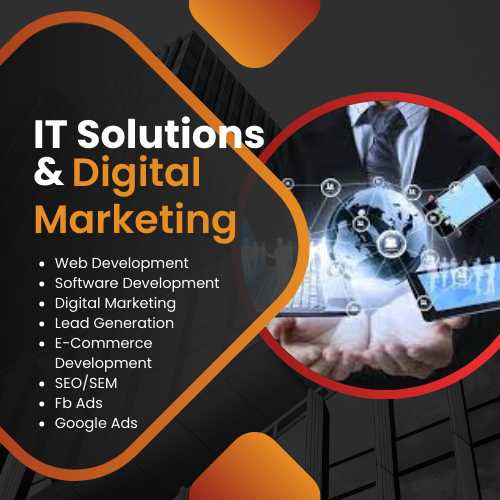 IT Solutions
& Digital
Marketing
• Web Development
• Software Development
• Digital Marketing
• Lead Generation
• E-Commerce
Development
• SEO/SEM
• Fb Ads
• Google Ads